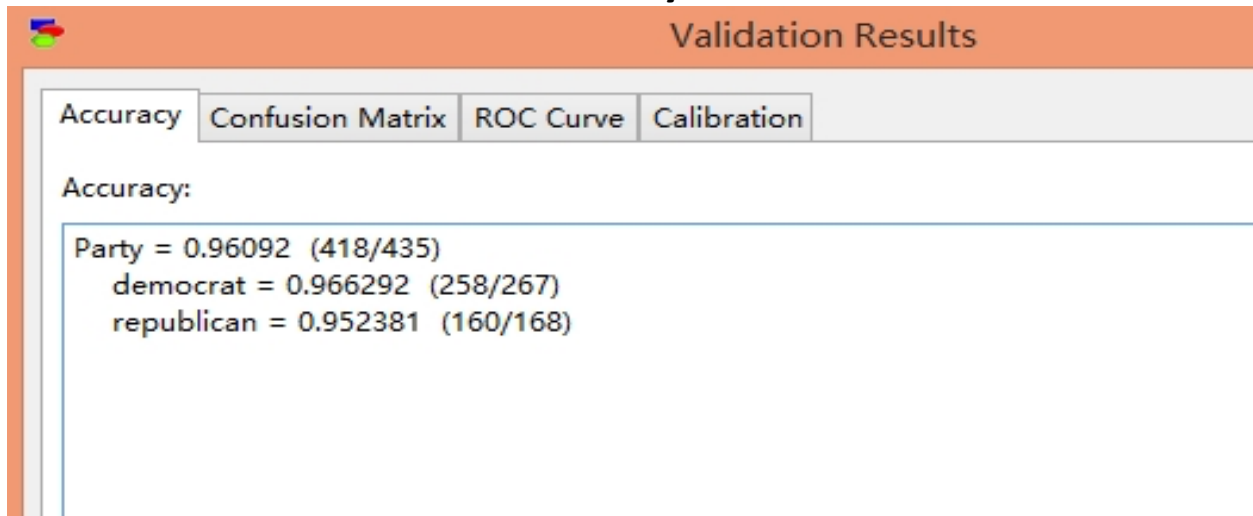 Validation Results
Accuracy Confusion Matrix ROC Curve Calibration
Accuracy:
Party = 0.96092 (418/435)
democrat = 0.966292 (258/267)
republican = 0.952381 (160/168)